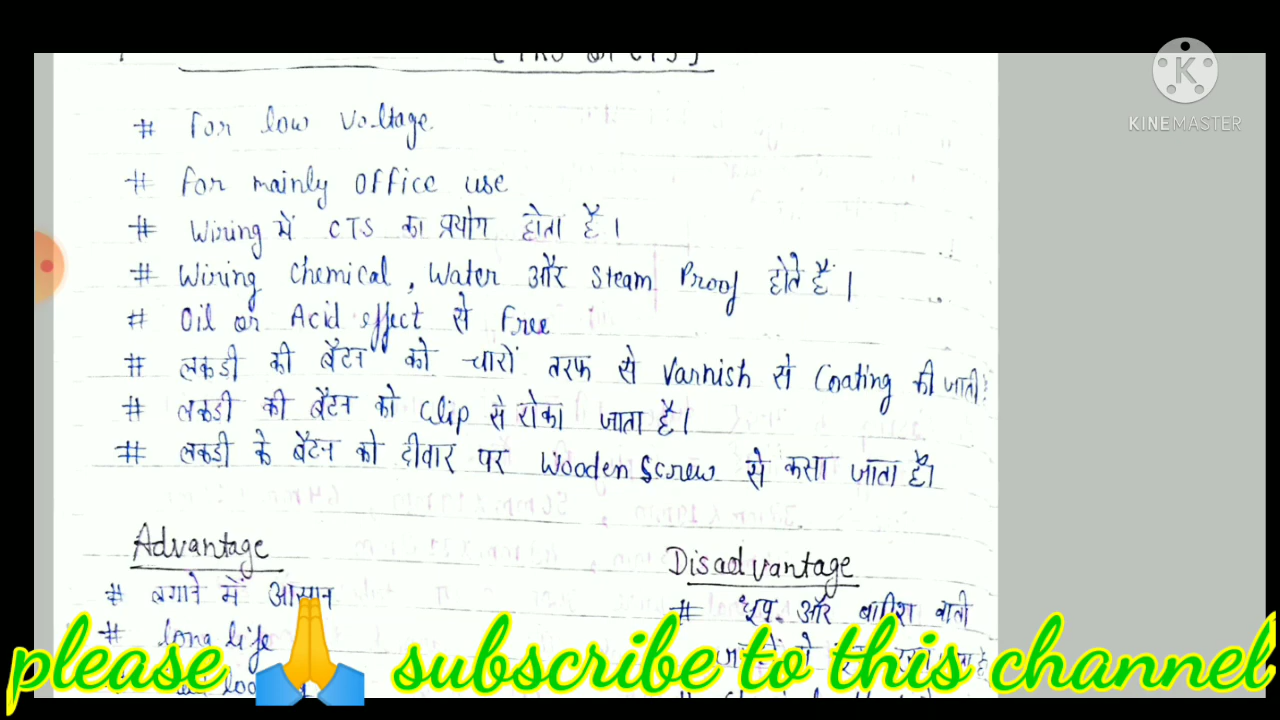 KINEMASTER
# For low voltage
# For mainly office use
# Wiring में CTS का प्रयोग होता है।
# Wiring Chemical, Water और Steam Proof होते हैं।
# Oil or Acid effect से free
# लकडी की बैटन को चारों तरफ से Varnish से Coating की जाती
# लकडी की बैटन को Clip से रोका जाता है।
# लकडी के बैटन को दीवार पर Wooden Screw से कसा जाता है।
Advantage
# लगाने में आसान
# long life
Disadvantage
# धूप और बारिश वाली
please 🙏 subscribe to this channel